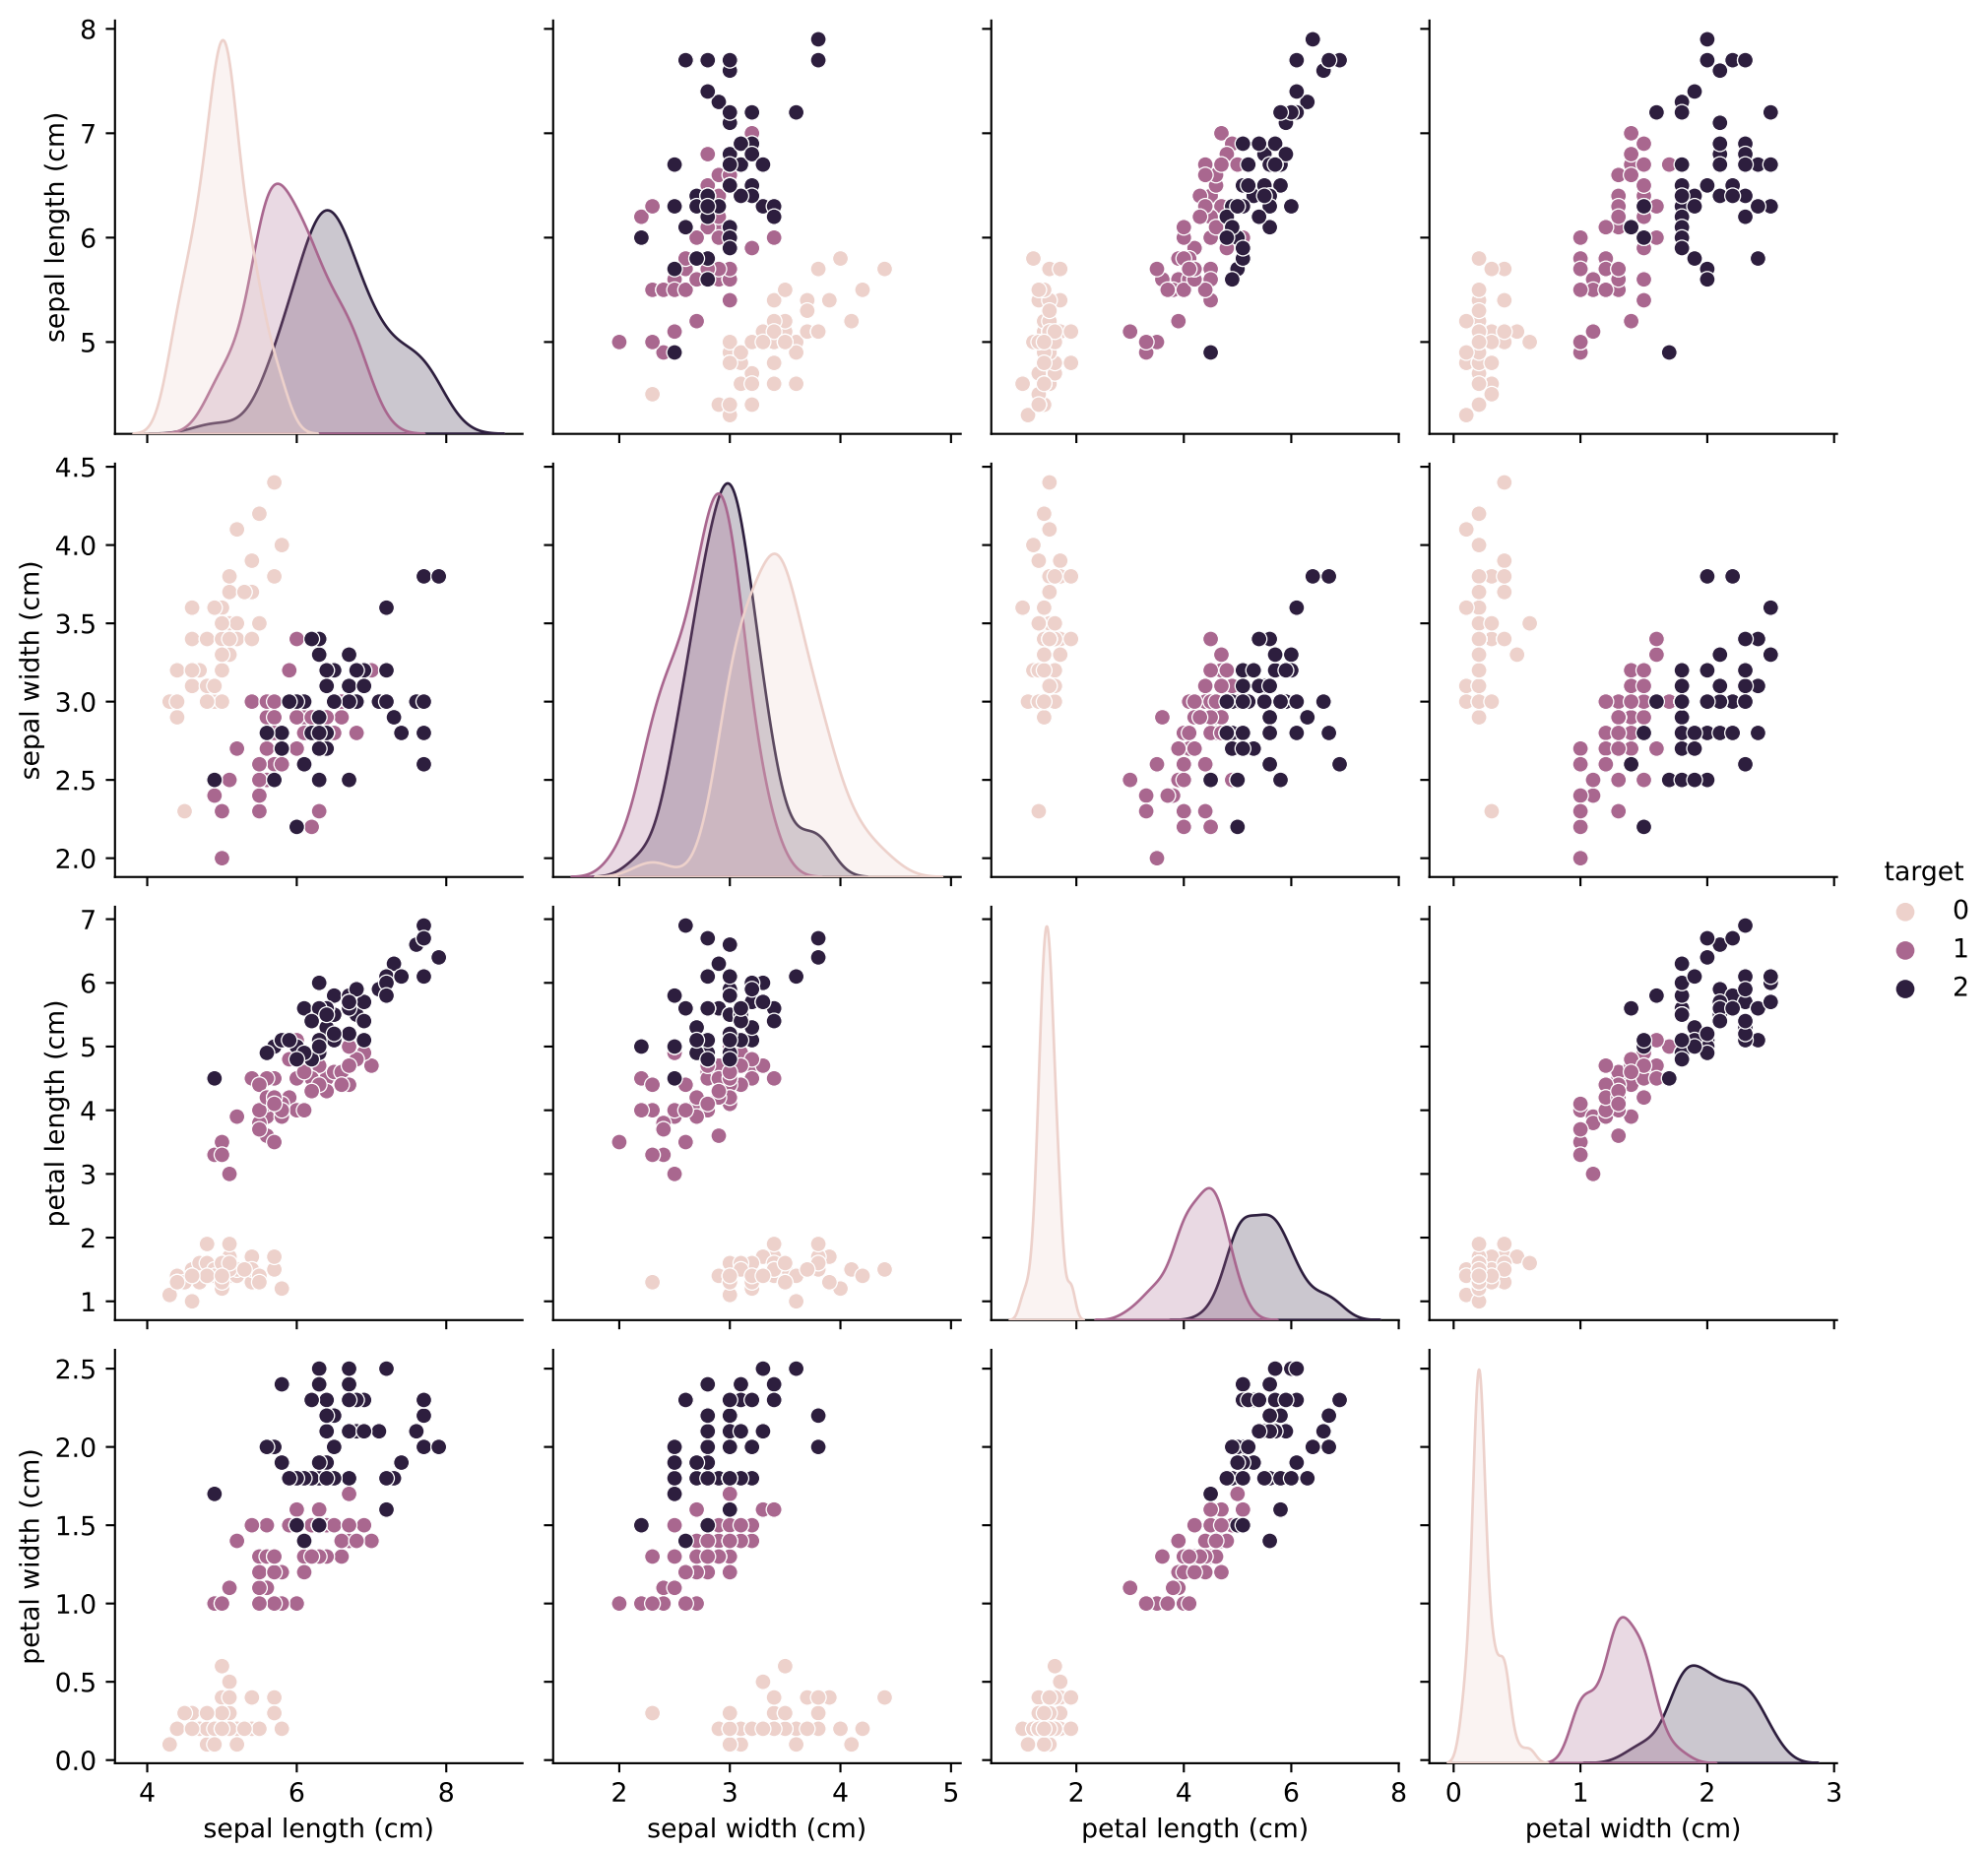 8
7
6
5
sepal length (cm)
4.5
4.0
3.5
3.0
2.5
2.0
sepal width (cm)
target
0
1
2
7
6
5
4
3
2
1
petal length (cm)
2.5
2.0
1.5
1.0
0.5
0.0
petal width (cm)
4 6 8
2 3 4 5
2 4 6 8
0 1 2 3
sepal length (cm)
sepal width (cm)
petal length (cm)
petal width (cm)